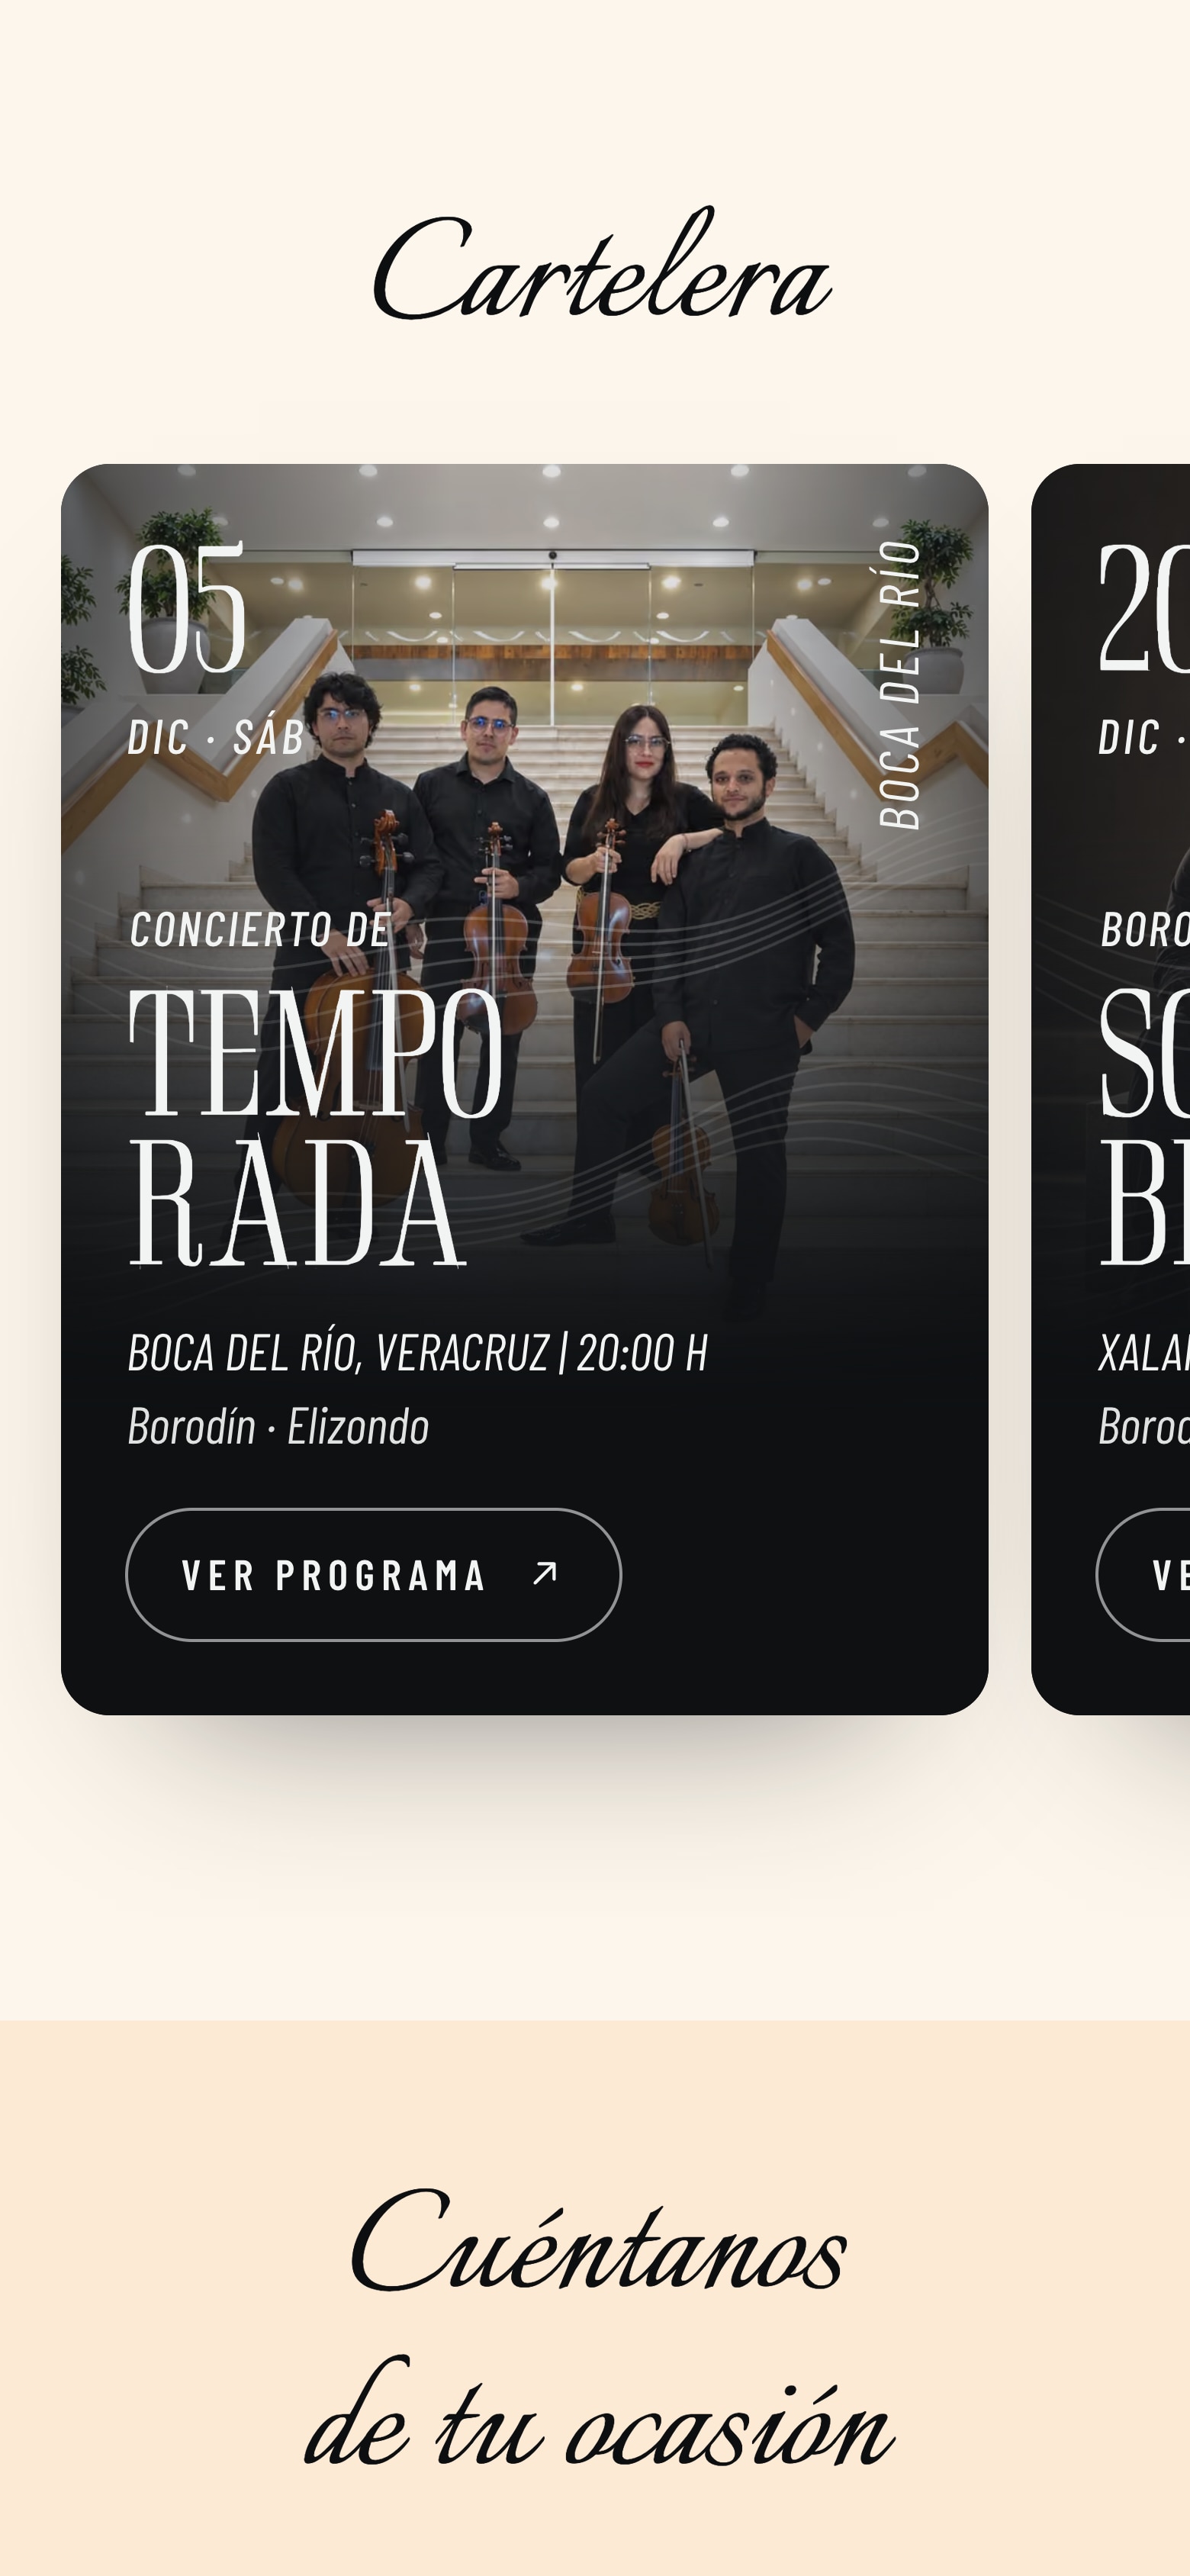 Cartelera
05
DIC · SÁB
BOCA DEL RÍO
CONCIERTO DE
TEMPO
RADA
BOCA DEL RÍO, VERACRUZ | 20:00 H
Borodín · Elizondo
VER PROGRAMA
DIC ·
Cuéntanos
de tu ocasión